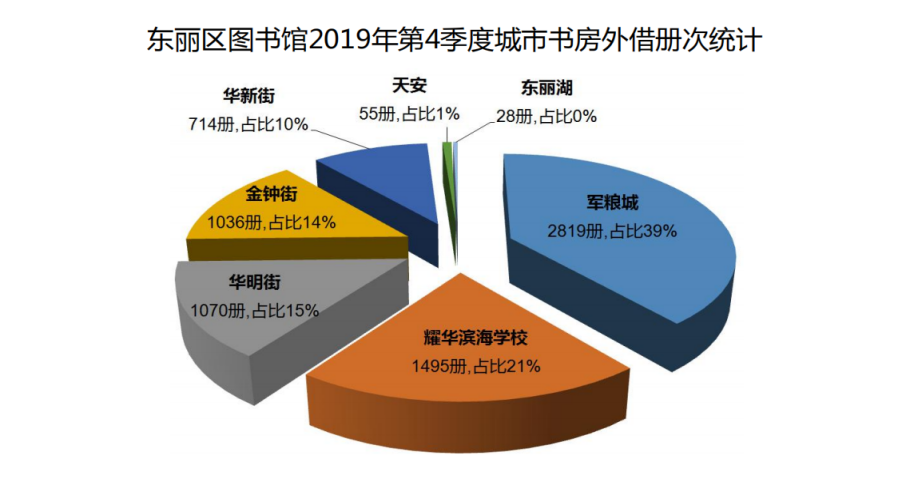 东丽区图书馆2019年第4季度城市书房外借册次统计
天安
55册,占比1%
东丽湖
28册,占比0%
华新街
714册,占比10%
金钟街
1036册,占比14%
军粮城
2819册,占比39%
华明街
1070册,占比15%
耀华滨海学校
1495册,占比21%